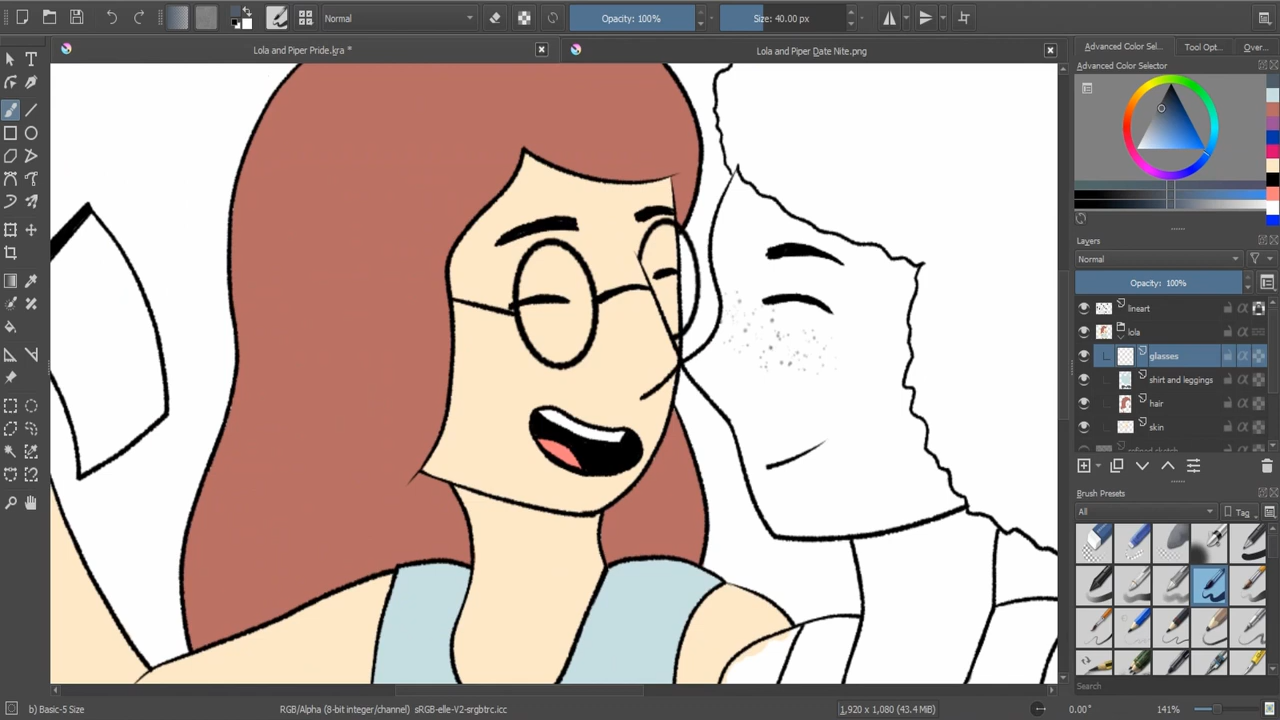 Normal
Opacity: 100%
Size: 40.00 px
Lola and Piper Pride.kra *
Lola and Piper Date Nite.png
Advanced Color Sel...
Tool Opt...
Over...
Advanced Color Selector
Layers
Normal
Opacity: 100%
lineart
lola
glasses
shirt and leggings
hair
skin
Brush Presets
All
Tag
Search
b) Basic-5 Size
RGB/Alpha (8-bit integer/channel) sRGB-elle-V2-srgbtrc.icc
1,920 x 1,080 (43.4 MiB)
0.00°
141%